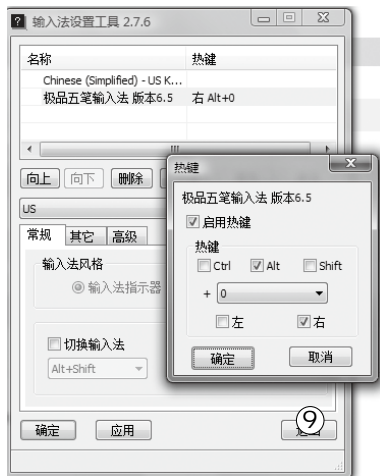 输入法设置工具 2.7.6
名称 热键
Chinese (Simplified) - US K...
极品五笔输入法 版本6.5 右 Alt+0
向上 向下 删除
US
常规 其它 高级
输入法风格
输入法指示器
切换输入法
Alt+Shift
确定 应用
⑨
热键
极品五笔输入法 版本6.5
启用热键
热键
Ctrl Alt Shift
+ 0
左 右
确定 取消